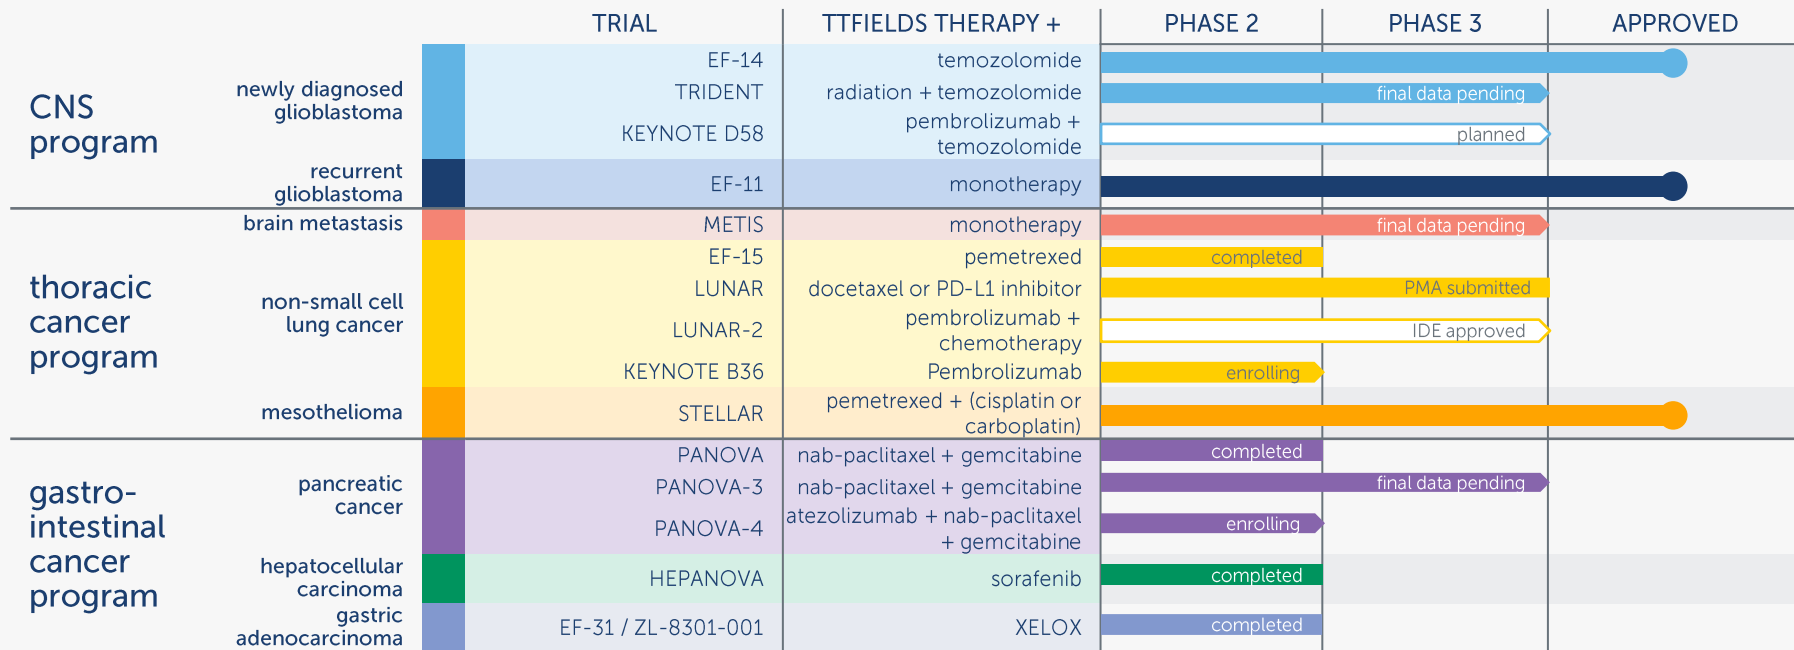 TRIAL
TTFIELDS THERAPY +
PHASE 2
PHASE 3
APPROVED
CNS
program
newly diagnosed
glioblastoma
EF-14
temozolomide
TRIDENT
radiation + temozolomide
final data pending
KEYNOTE D58
pembrolizumab +
temozolomide
planned
recurrent
glioblastoma
EF-11
monotherapy
thoracic
cancer
program
brain metastasis
METIS
monotherapy
final data pending
non-small cell
lung cancer
EF-15
pemetrexed
completed
LUNAR
docetaxel or PD-L1 inhibitor
PMA submitted
LUNAR-2
pembrolizumab +
chemotherapy
IDE approved
KEYNOTE B36
Pembrolizumab
enrolling
mesothelioma
STELLAR
pemetrexed + (cisplatin or
carboplatin)
gastro-
intestinal
cancer
program
pancreatic
cancer
PANOVA
nab-paclitaxel + gemcitabine
completed
PANOVA-3
nab-paclitaxel + gemcitabine
final data pending
PANOVA-4
atezolizumab + nab-paclitaxel
+ gemcitabine
enrolling
hepatocellular
carcinoma
HEPANOVA
sorafenib
completed
gastric
adenocarcinoma
EF-31 / ZL-8301-001
XELOX
completed